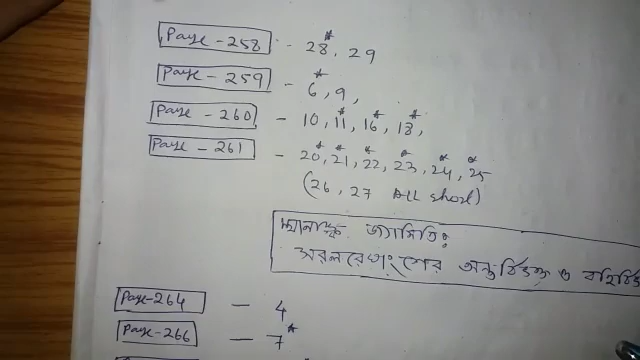 Page - 258 - 28*, 29
Page - 259 - 6*, 9,
Page - 260 - 10, 11*, 16*, 18*,
Page - 261 - 20*, 21*, 22*, 23*, 24*, 25*
(26, 27 All short)
স্থানাঙ্ক জ্যামিতি:
সরলরেখাংশের অন্তর্বিভক্ত ও
Page-264 - 4
Page-266 - 7*